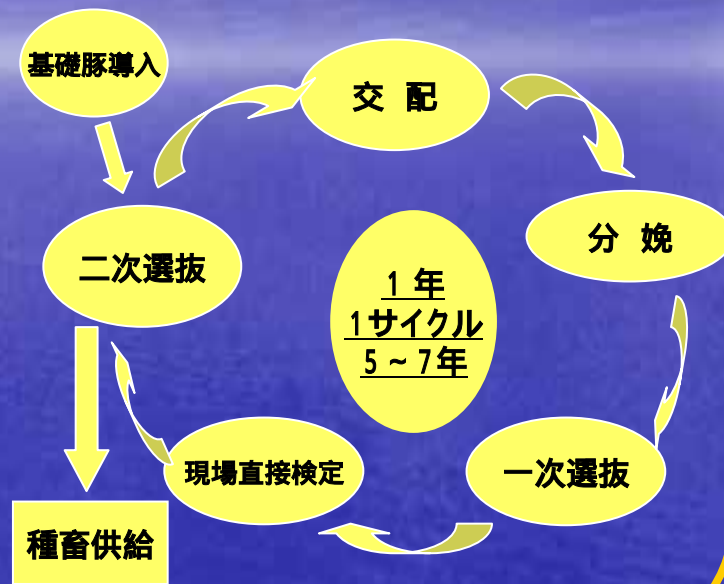 基礎豚導入
交 配
分 娩
二次選抜
1 年
1サイクル
5～7年
現場直接検定
一次選抜
種畜供給